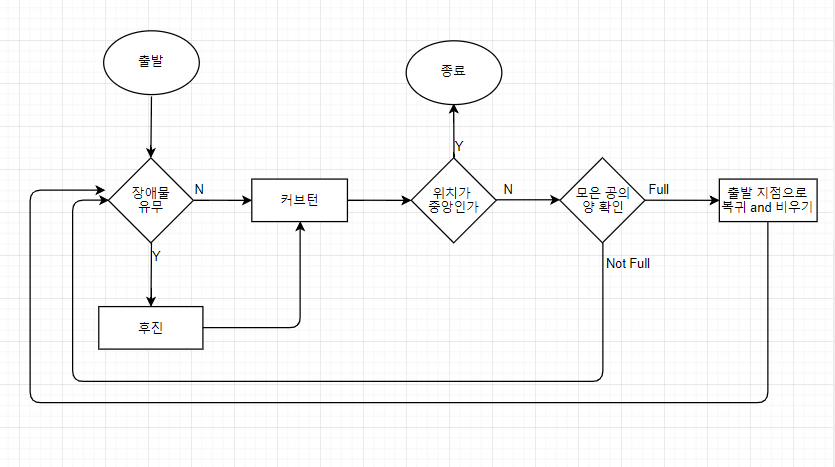 출발
종료
Y
장애물
유무
N
커브턴
위치가
중앙인가
N
모은 공의
양 확인
Full
출발 지점으로
복귀 and 비우기
Y
Not Full
후진